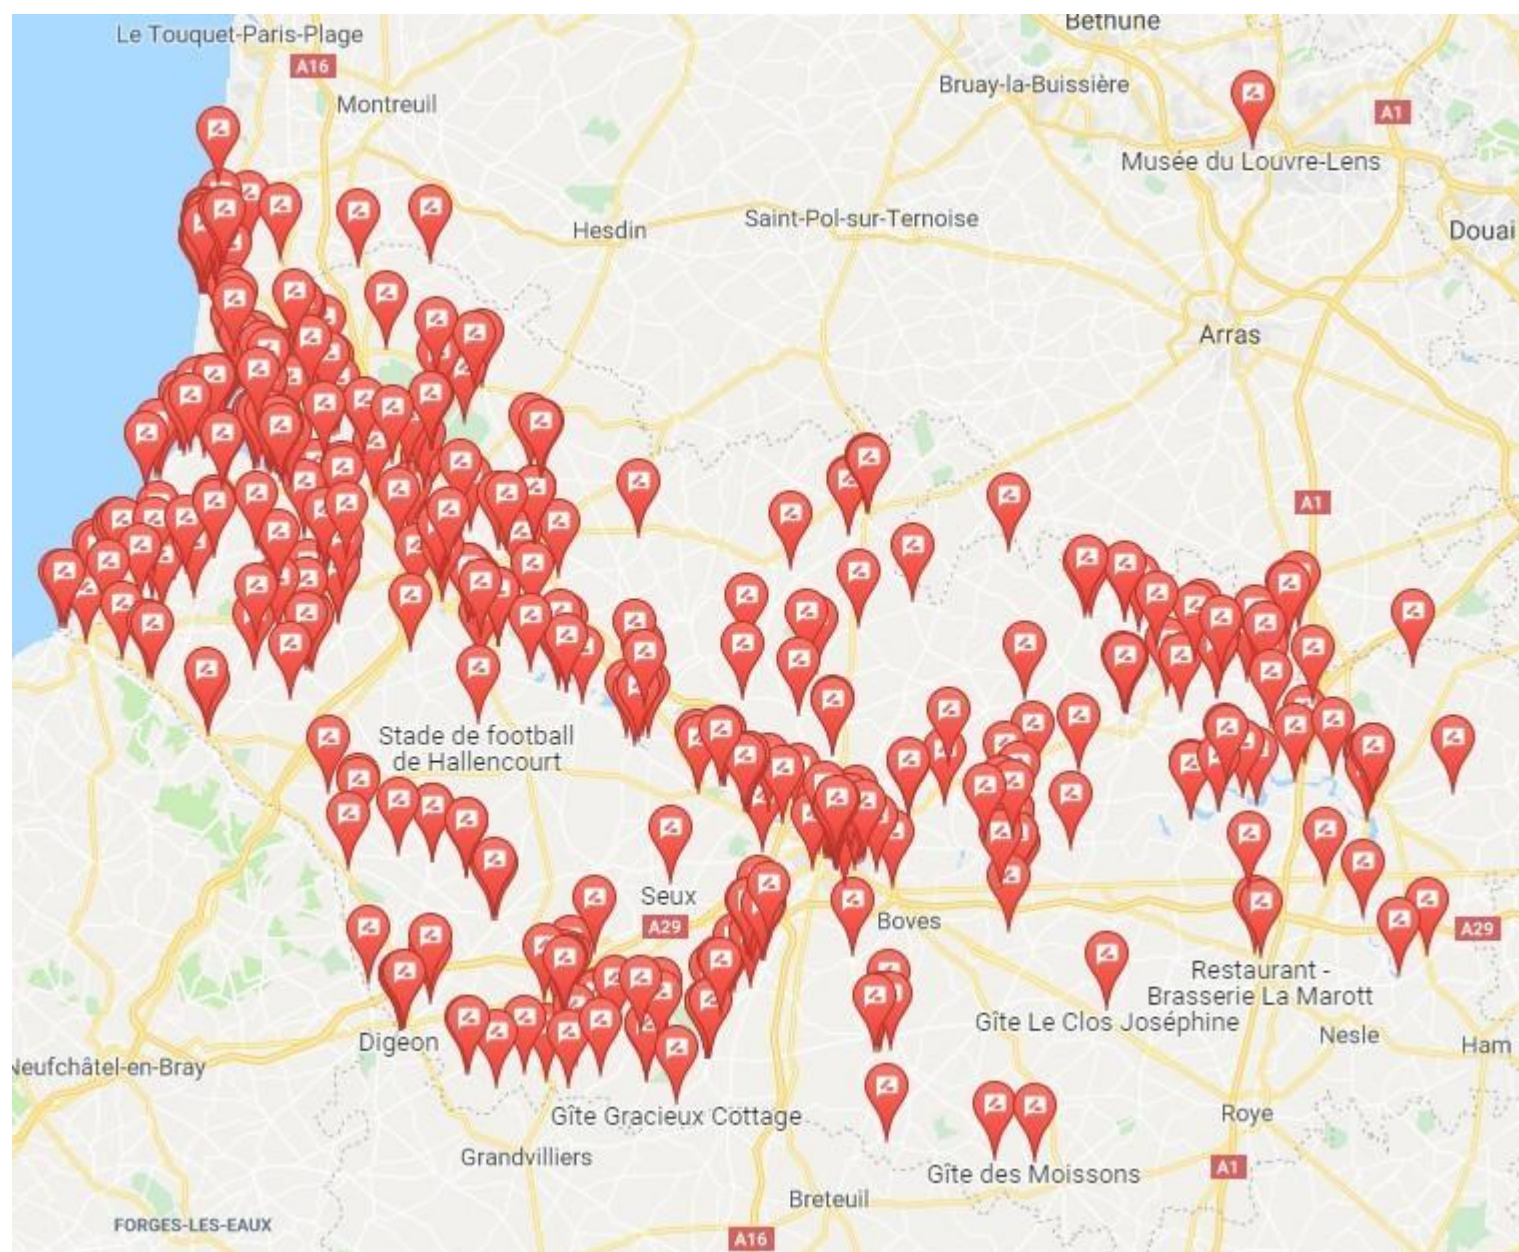 Béthune
Le Touquet-Paris-Plage
A16
Bruay-la-Buissière
Montreuil
A1
Musée du Louvre-Lens
Saint-Pol-sur-Ternoise
Hesdin
Douai
Arras
A1
Stade de football
de Hallencourt
Seux
A29
Boves
A29
Restaurant -
Brasserie La Marott
Gîte Le Clos Joséphine
Nesle
Digeon
Ham
Neufchâtel-en-Bray
Gîte Gracieux Cottage
Roye
Grandvilliers
Gîte des Moissons
A1
Breteuil
FORGES-LES-EAUX
A16